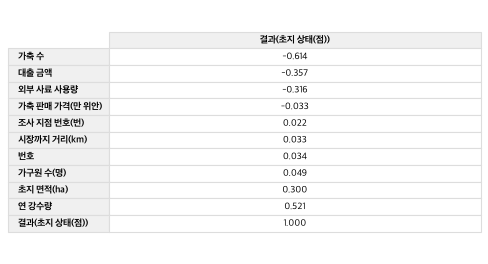 결과(초지 상태(점))
가축 수 -0.614
대출 금액 -0.357
외부 사료 사용량 -0.316
가축 판매 가격(만 위안) -0.033
조사 지점 번호(번) 0.022
시장까지 거리(km) 0.033
번호 0.034
가구원 수(명) 0.049
초지 면적(ha) 0.300
연 강수량 0.521
결과(초지 상태(점)) 1.000